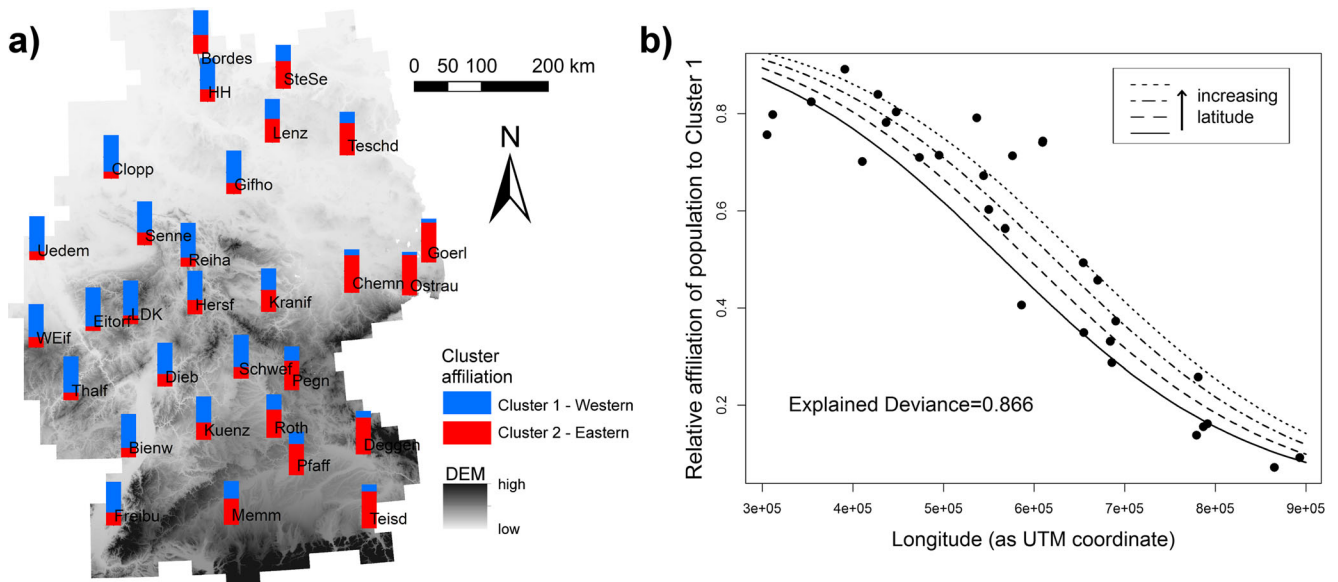 a)
Bordes
HH
SteSe
0 50 100 200 km
Lenz
Teschd
N
Clopp
Gifho
Uedem
Senne
Reiha
Goerl
Chemn
Ostrau
Hersf
Kranif
Eitorf
LDK
WEif
Cluster
affiliation
Cluster 1 - Western
Cluster 2 - Eastern
Thalf
Dieb
Schwef
Pegn
Kuenz
Roth
Deggen
Bienw
Pfaff
DEM
high
low
Freibu
Memm
Teisd
b)
Relative affiliation of population to Cluster 1
0.8
0.6
0.4
0.2
increasing
latitude
Explained Deviance=0.866
3e+05 4e+05 5e+05 6e+05 7e+05 8e+05 9e+05
Longitude (as UTM coordinate)